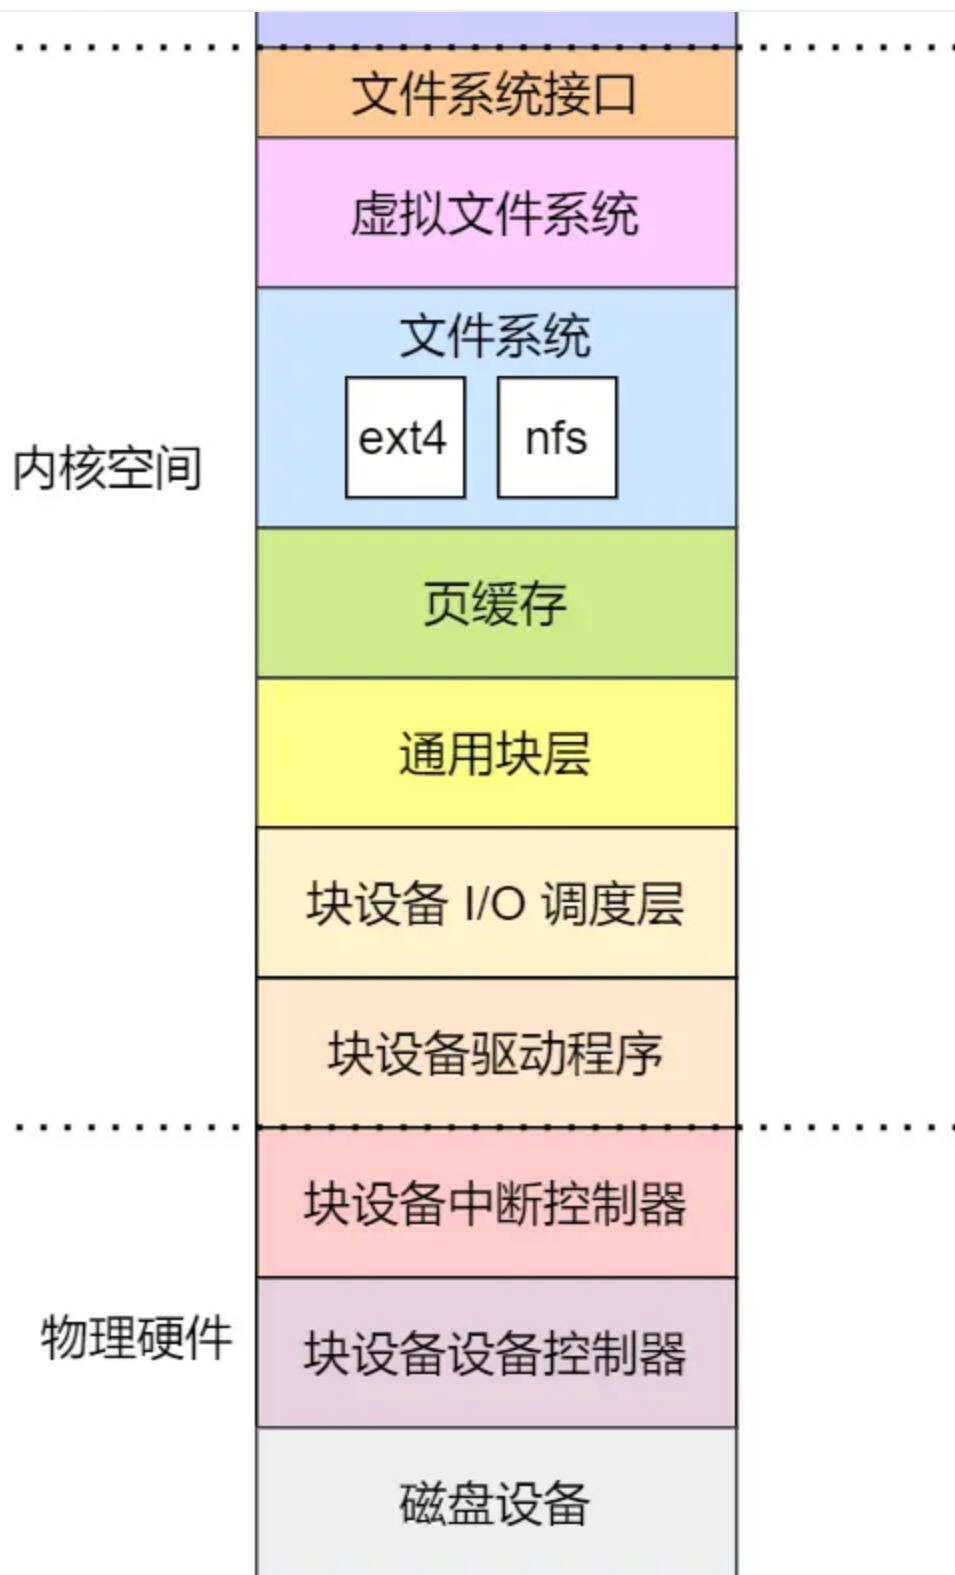 文件系统接口
虚拟文件系统
文件系统
ext4 nfs
内核空间
页缓存
通用块层
块设备 I/O 调度层
块设备驱动程序
块设备中断控制器
物理硬件
块设备设备控制器
磁盘设备